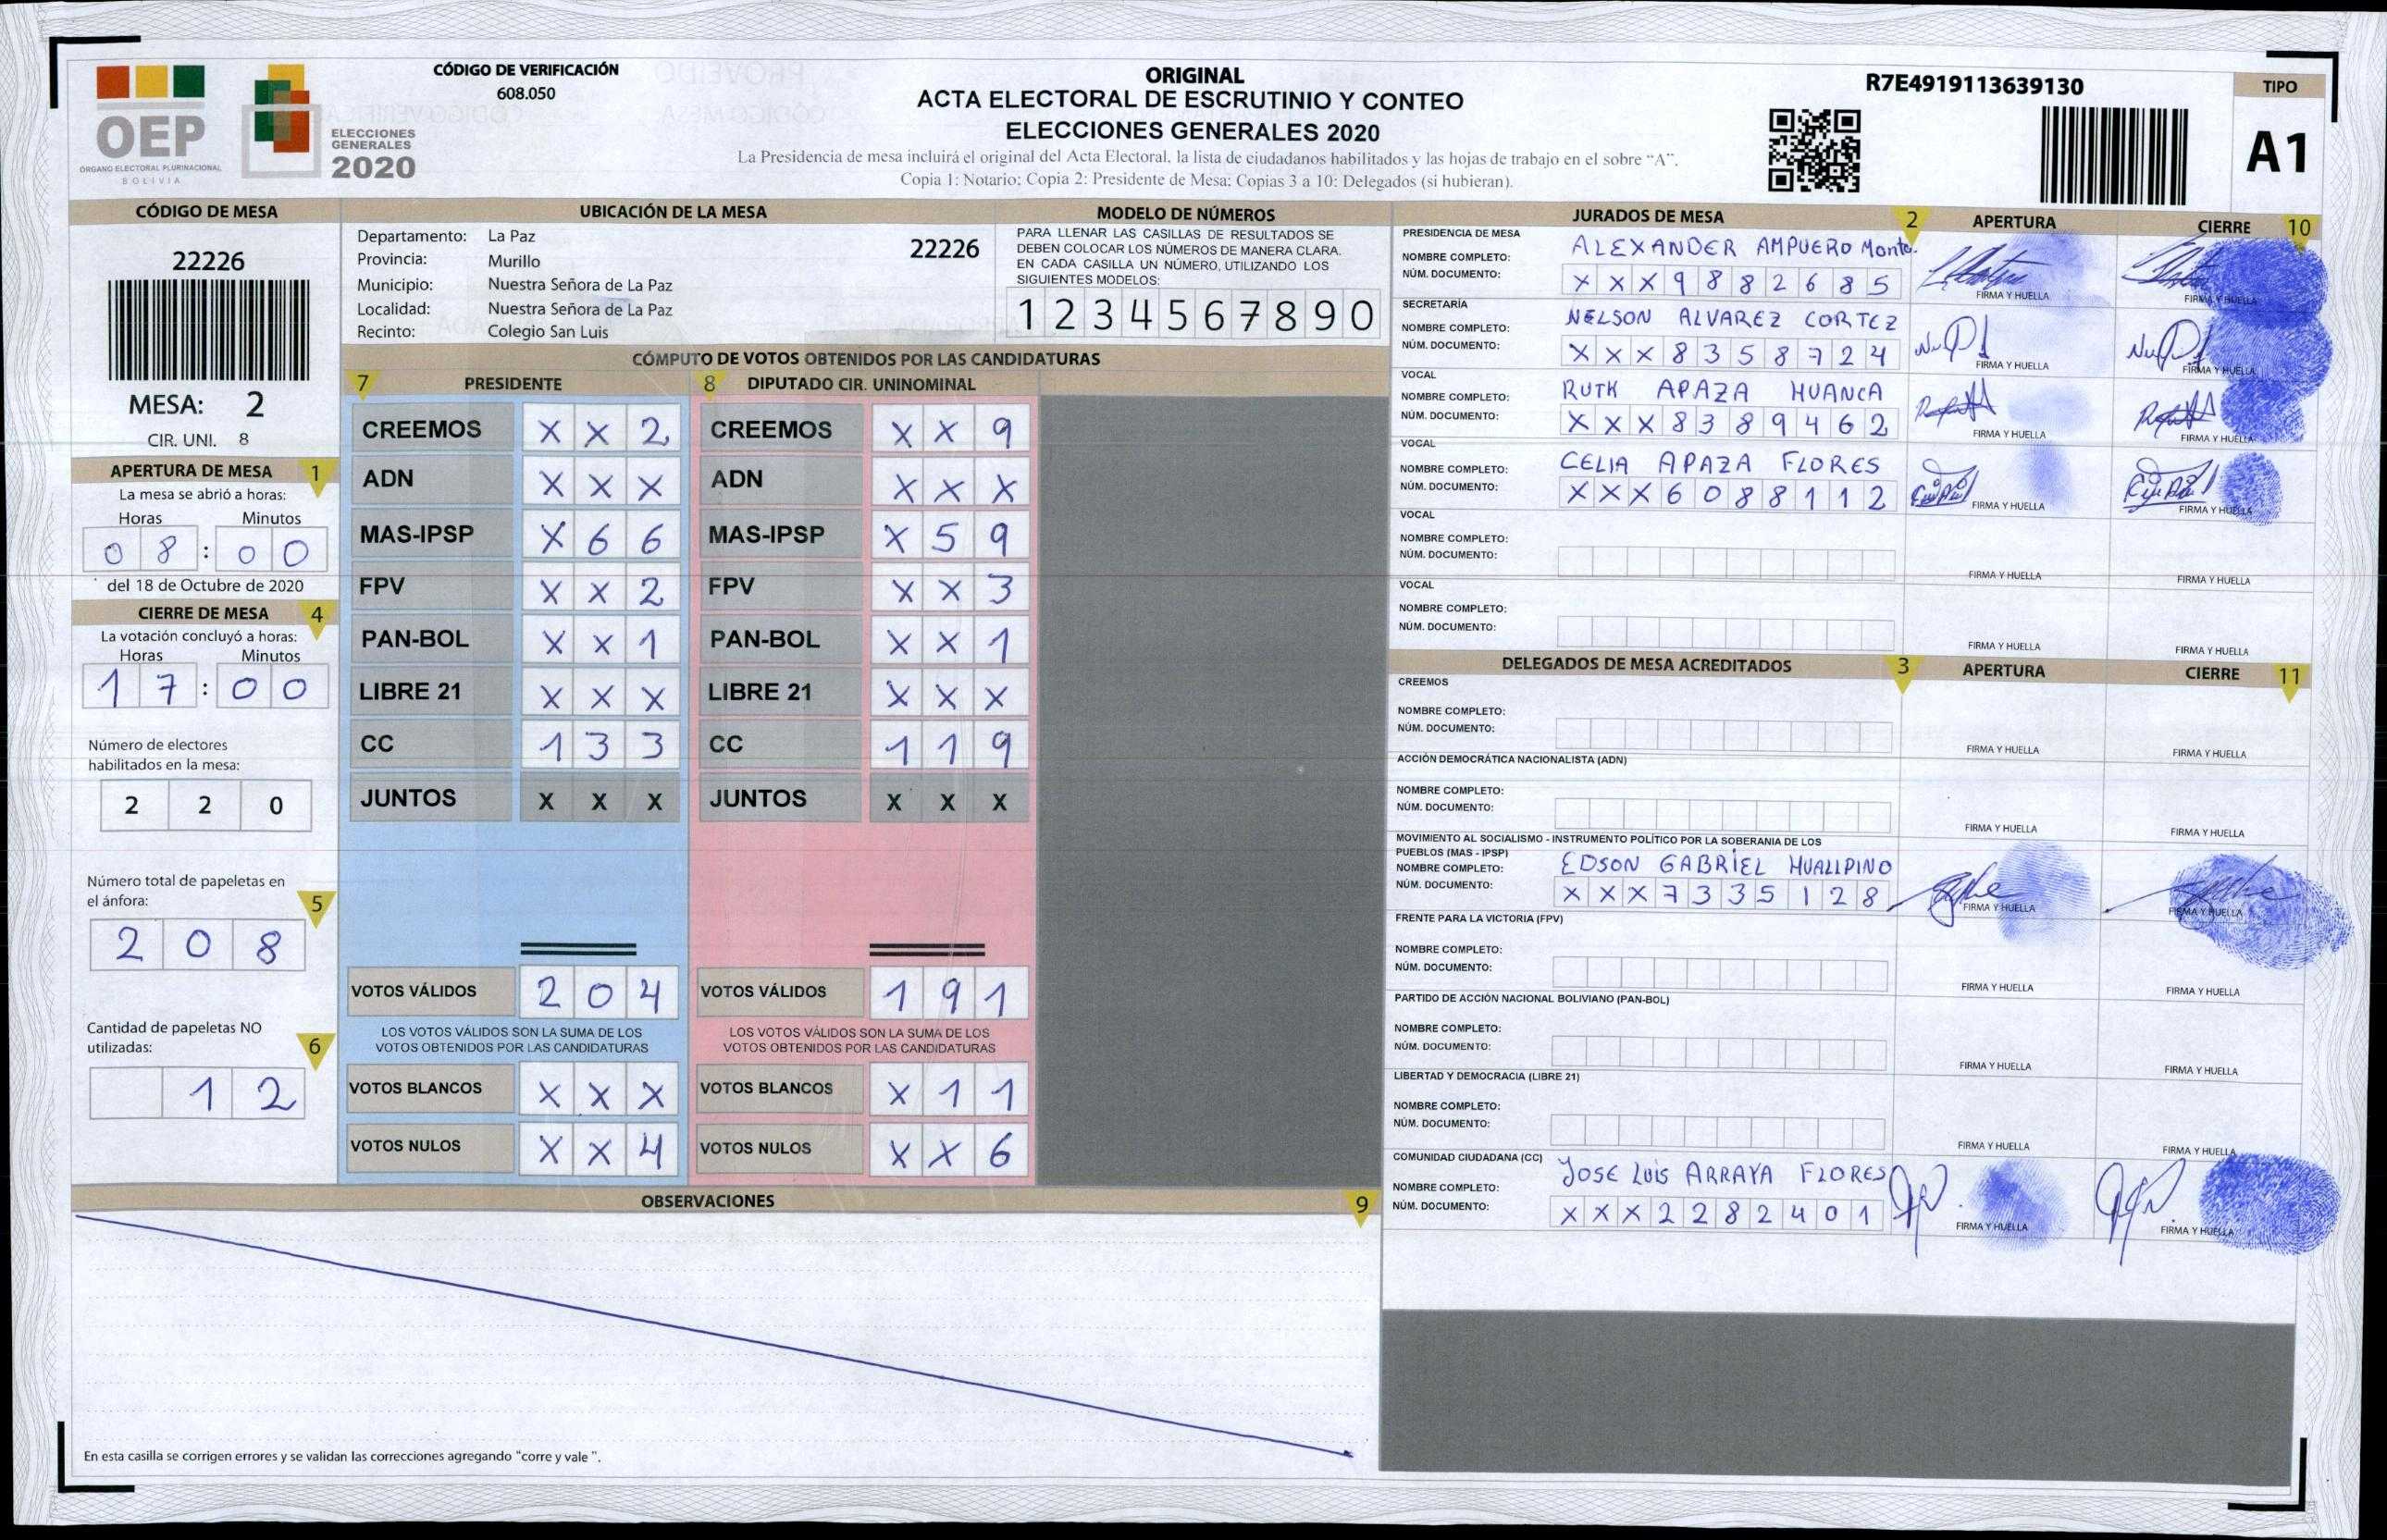 OEP
ÓRGANO ELECTORAL PLURINACIONAL
BOLIVIA
ELECCIONES
GENERALES
2020
CÓDIGO DE VERIFICACIÓN
608.050
ORIGINAL
ACTA ELECTORAL DE ESCRUTINIO Y CONTEO
ELECCIONES GENERALES 2020
La Presidencia de mesa incluirá el original del Acta Electoral, la lista de ciudadanos habilitados y las hojas de trabajo en el sobre “A”.
Copia 1: Notario; Copia 2: Presidente de Mesa; Copias 3 a 10: Delegados (si hubieran).
R7E4919113639130
TIPO
A1
CÓDIGO DE MESA
22226
MESA: 2
CIR. UNI. 8
APERTURA DE MESA 1
La mesa se abrió a horas:
Horas Minutos
0 8 : 0 0
del 18 de Octubre de 2020
CIERRE DE MESA 4
La votación concluyó a horas:
Horas Minutos
1 7 : 0 0
Número de electores
habilitados en la mesa:
2 2 0
Número total de papeletas en
el ánfora: 5
2 0 8
Cantidad de papeletas NO
utilizadas: 6
1 2
UBICACIÓN DE LA MESA
Departamento: La Paz 22226
Provincia: Murillo
Municipio: Nuestra Señora de La Paz
Localidad: Nuestra Señora de La Paz
Recinto: Colegio San Luis
MODELO DE NÚMEROS
PARA LLENAR LAS CASILLAS DE RESULTADOS SE
DEBEN COLOCAR LOS NÚMEROS DE MANERA CLARA.
EN CADA CASILLA UN NÚMERO, UTILIZANDO LOS
SIGUIENTES MODELOS:
1 2 3 4 5 6 7 8 9 0
CÓMPUTO DE VOTOS OBTENIDOS POR LAS CANDIDATURAS
7 PRESIDENTE 8 DIPUTADO CIR. UNINOMINAL
CREEMOS X X 2 CREEMOS X X 9
ADN X X X ADN X X X
MAS-IPSP X 6 6 MAS-IPSP X 5 9
FPV X X 2 FPV X X 3
PAN-BOL X X 1 PAN-BOL X X 1
LIBRE 21 X X X LIBRE 21 X X X
CC 1 3 3 CC 1 1 9
JUNTOS X X X JUNTOS X X X
VOTOS VÁLIDOS 2 0 4 VOTOS VÁLIDOS 1 9 1
LOS VOTOS VÁLIDOS SON LA SUMA DE LOS LOS VOTOS VÁLIDOS SON LA SUMA DE LOS
VOTOS OBTENIDOS POR LAS CANDIDATURAS VOTOS OBTENIDOS POR LAS CANDIDATURAS
VOTOS BLANCOS X X X VOTOS BLANCOS X 1 1
VOTOS NULOS X X 4 VOTOS NULOS X X 6
OBSERVACIONES 9
En esta casilla se corrigen errores y se validan las correcciones agregando "corre y vale ".
JURADOS DE MESA 2 APERTURA CIERRE 10
PRESIDENCIA DE MESA
NOMBRE COMPLETO: ALEXANDER AMPUERO Monte.
NÚM. DOCUMENTO: X X X 9 8 8 2 6 8 5 FIRMA Y HUELLA FIRMA Y HUELLA
SECRETARÍA
NOMBRE COMPLETO: NELSON ALVAREZ CORTEZ
NÚM. DOCUMENTO: X X X 8 3 5 8 7 2 4 FIRMA Y HUELLA FIRMA Y HUELLA
VOCAL
NOMBRE COMPLETO: RUTH APAZA HUANCA
NÚM. DOCUMENTO: X X X 8 3 8 9 4 6 2 FIRMA Y HUELLA FIRMA Y HUELLA
VOCAL
NOMBRE COMPLETO: CELIA APAZA FLORES
NÚM. DOCUMENTO: X X X 6 0 8 8 1 1 2 FIRMA Y HUELLA FIRMA Y HUELLA
VOCAL
NOMBRE COMPLETO:
NÚM. DOCUMENTO: FIRMA Y HUELLA FIRMA Y HUELLA
VOCAL
NOMBRE COMPLETO:
NÚM. DOCUMENTO: FIRMA Y HUELLA FIRMA Y HUELLA
DELEGADOS DE MESA ACREDITADOS 3 APERTURA CIERRE 11
CREEMOS
NOMBRE COMPLETO:
NÚM. DOCUMENTO: FIRMA Y HUELLA FIRMA Y HUELLA
ACCIÓN DEMOCRÁTICA NACIONALISTA (ADN)
NOMBRE COMPLETO:
NÚM. DOCUMENTO: FIRMA Y HUELLA FIRMA Y HUELLA
MOVIMIENTO AL SOCIALISMO - INSTRUMENTO POLÍTICO POR LA SOBERANIA DE LOS
PUEBLOS (MAS - IPSP)
NOMBRE COMPLETO: EDSON GABRIEL HUALLPINO
NÚM. DOCUMENTO: X X X 7 3 3 5 1 2 8 FIRMA Y HUELLA FIRMA Y HUELLA
FRENTE PARA LA VICTORIA (FPV)
NOMBRE COMPLETO:
NÚM. DOCUMENTO: FIRMA Y HUELLA FIRMA Y HUELLA
PARTIDO DE ACCIÓN NACIONAL BOLIVIANO (PAN-BOL)
NOMBRE COMPLETO:
NÚM. DOCUMENTO: FIRMA Y HUELLA FIRMA Y HUELLA
LIBERTAD Y DEMOCRACIA (LIBRE 21)
NOMBRE COMPLETO:
NÚM. DOCUMENTO: FIRMA Y HUELLA FIRMA Y HUELLA
COMUNIDAD CIUDADANA (CC)
NOMBRE COMPLETO: JOSE LUIS ARRAYA FLORES
NÚM. DOCUMENTO: X X X 2 2 8 2 4 0 1 FIRMA Y HUELLA FIRMA Y HUELLA